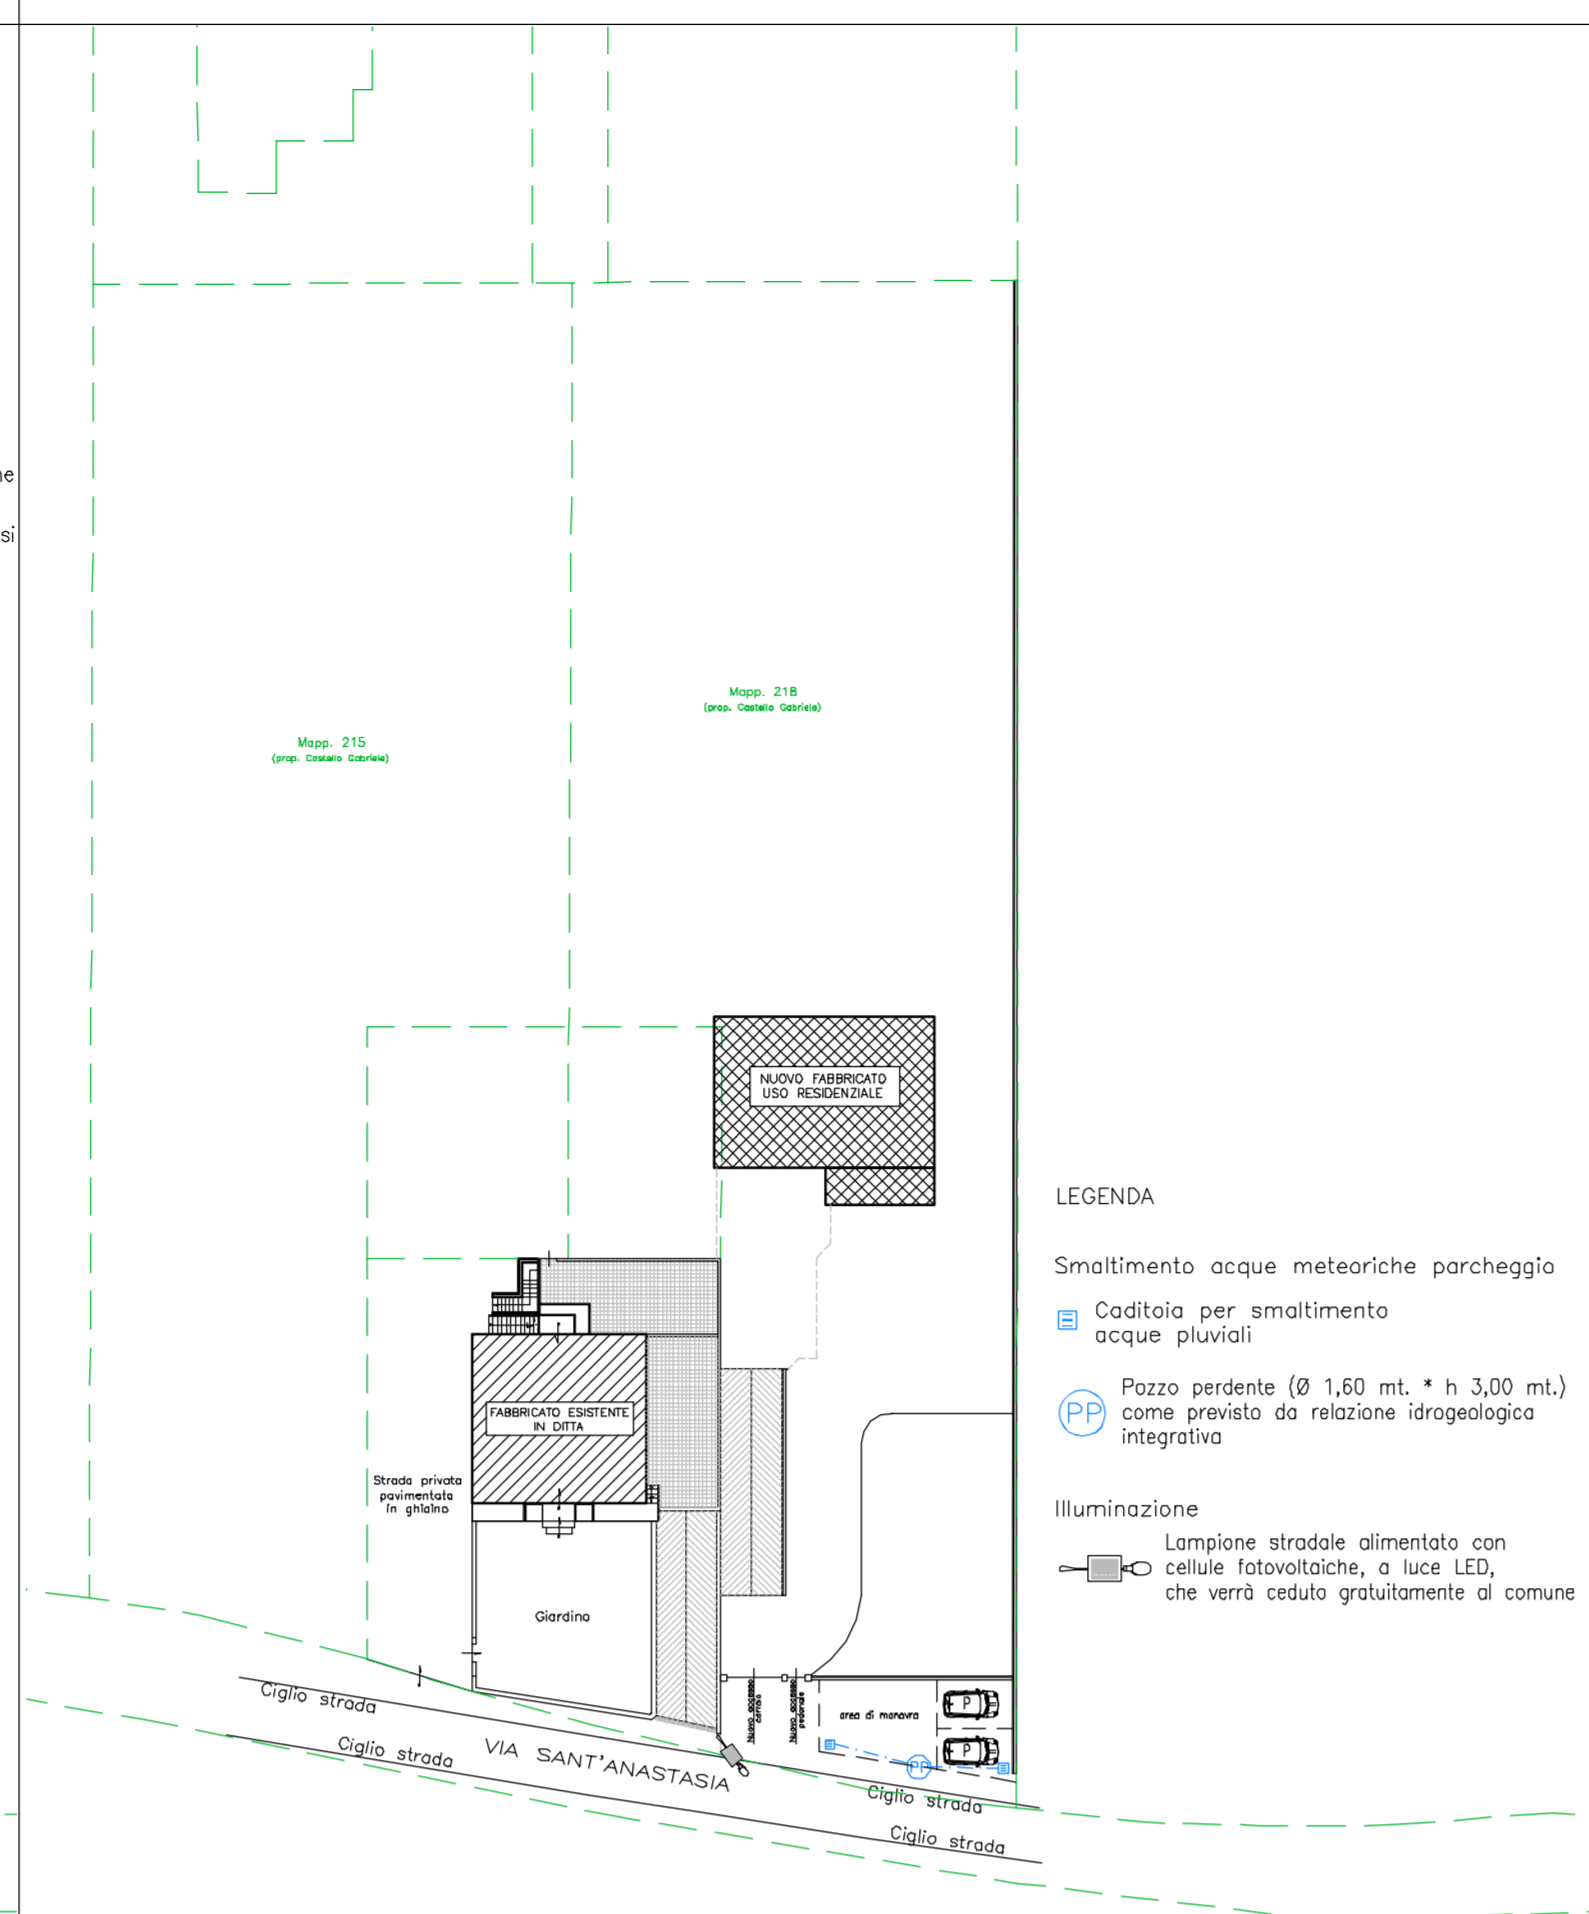 ne
si
Mapp. 218
(prop. Castello Gabriele)
Mapp. 215
(prop. Castello Gabriele)
NUOVO FABBRICATO
USO RESIDENZIALE
LEGENDA
Smaltimento acque meteoriche parcheggio
Caditoia per smaltimento
acque pluviali
PP
Pozzo perdente (Ø 1,60 mt. * h 3,00 mt.)
come previsto da relazione idrogeologica
integrativa
FABBRICATO ESISTENTE
IN DITTA
Strada privata
pavimentata
in ghiaino
Illuminazione
Lampione stradale alimentato con
cellule fotovoltaiche, a luce LED,
che verrà ceduto gratuitamente al comune
Giardino
Nuovo accesso
carraio
Nuovo accesso
pedonale
area di manovra
P
P
PP
Ciglio strada
Ciglio strada
VIA SANT'ANASTASIA
Ciglio strada
Ciglio strada